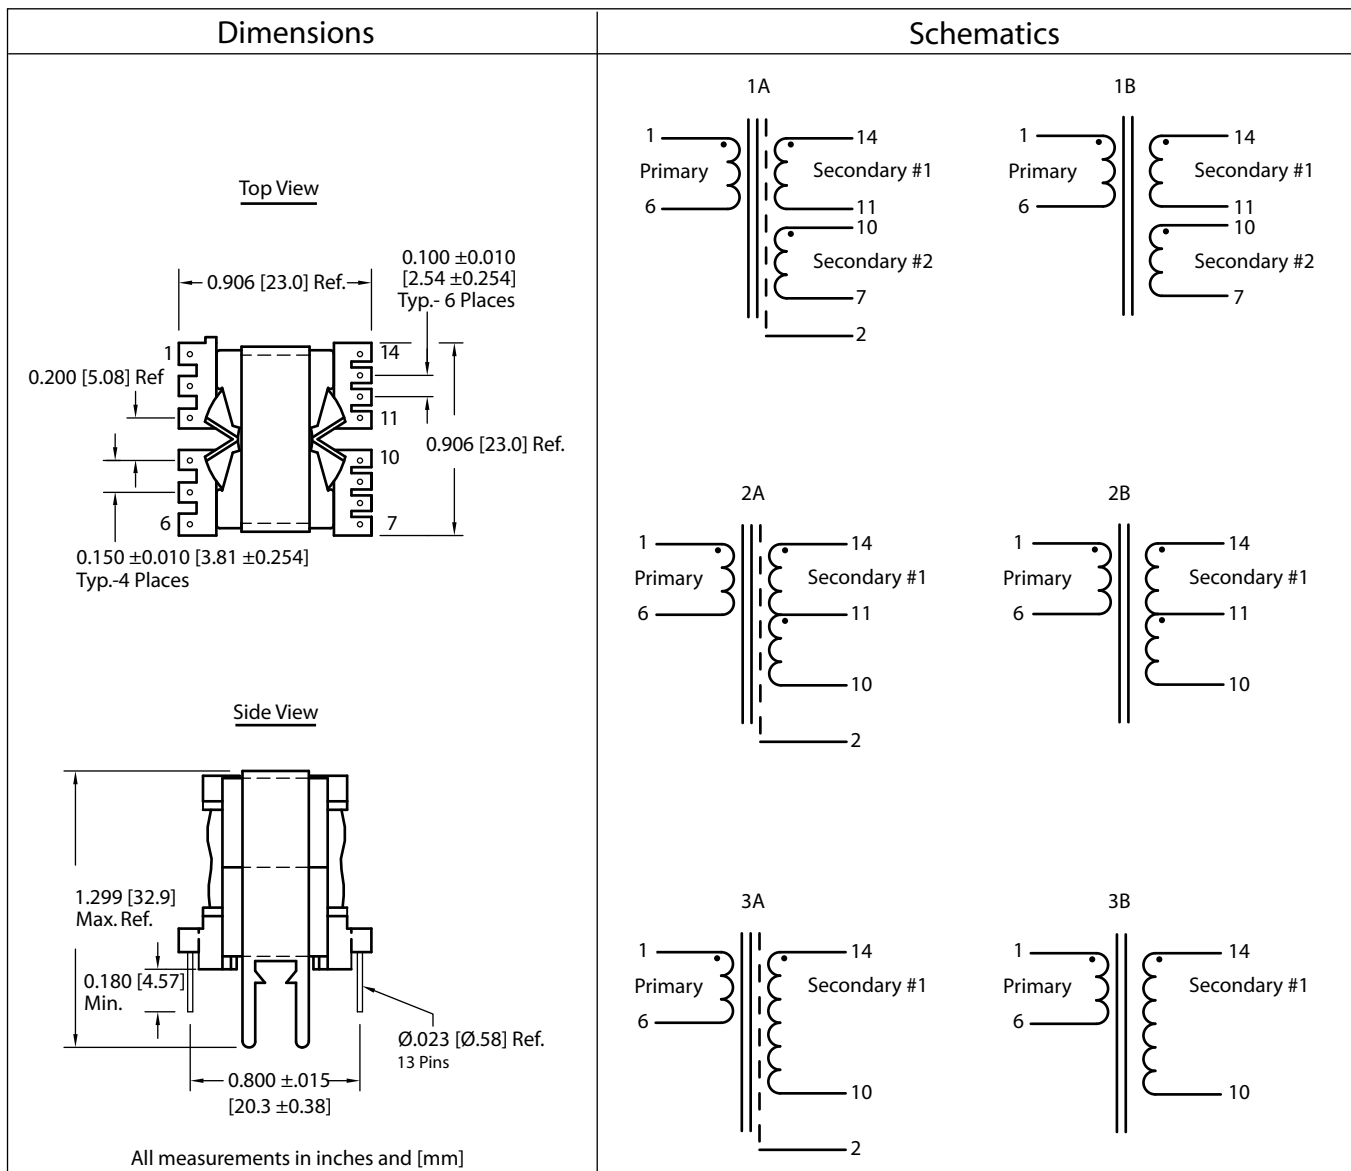 Dimensions
Schematics
Top View
0.906 [23.0] Ref.
0.100 ±0.010
[2.54 ±0.254]
Typ.- 6 Places
1
14
0.200 [5.08] Ref
11
0.906 [23.0] Ref.
10
6
7
0.150 ±0.010 [3.81 ±0.254]
Typ.-4 Places
Side View
1.299 [32.9]
Max. Ref.
0.180 [4.57]
Min.
Ø.023 [Ø.58] Ref.
13 Pins
0.800 ±.015
[20.3 ±0.38]
All measurements in inches and [mm]
1A
1
14
Primary
Secondary #1
6
11
10
Secondary #2
7
2
1B
1
14
Primary
Secondary #1
6
11
10
Secondary #2
7
2A
1
14
Primary
Secondary #1
6
11
10
2
2B
1
14
Primary
Secondary #1
6
11
10
3A
1
14
Primary
Secondary #1
6
10
2
3B
1
14
Primary
Secondary #1
6
10